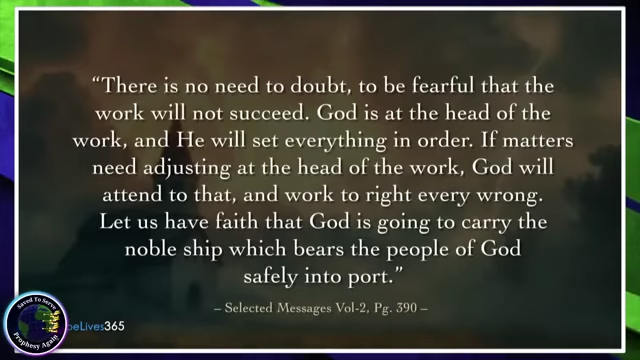 “There is no need to doubt, to be fearful that the
work will not succeed. God is at the head of the
work, and He will set everything in order. If matters
need adjusting at the head of the work, God will
attend to that, and work to right every wrong.
Let us have faith that God is going to carry the
noble ship which bears the people of God
safely into port.”
– Selected Messages Vol-2, Pg. 390 –
Saved To Serve
Prophesy Again
beLives365